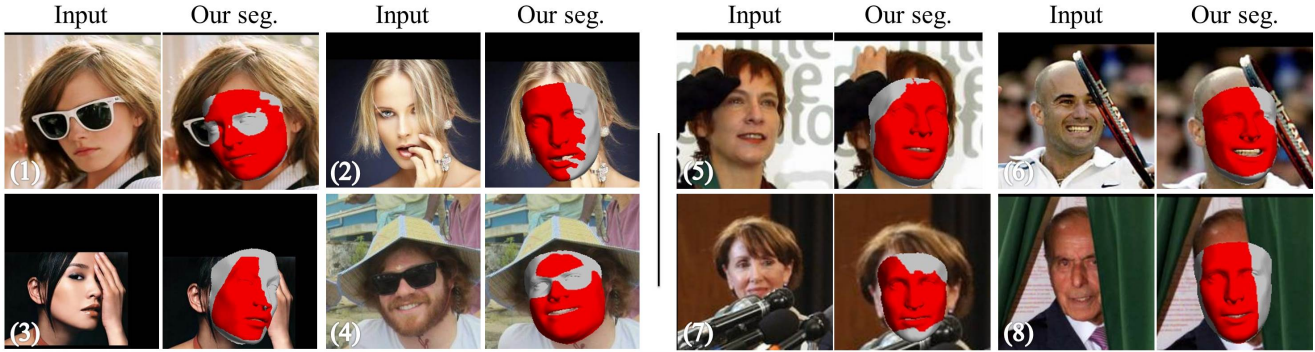 Input Our seg. Input Our seg. Input Our seg. Input Our seg.
(1) (2) (5) (6)
(3) (4) (7) (8)